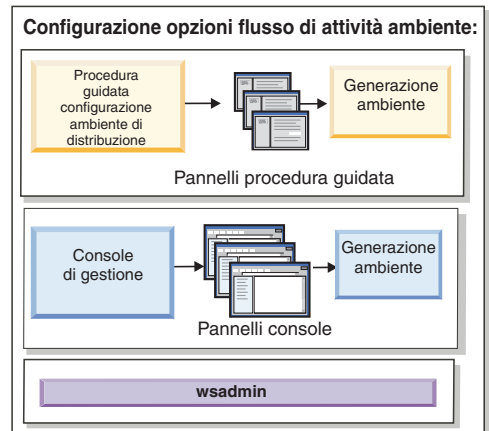 Configurazione opzioni flusso di attività ambiente:
Procedura
guidata
configurazione
ambiente di
distribuzione
Generazione
ambiente
Pannelli procedura guidata
Console
di gestione
Generazione
ambiente
Pannelli console
wsadmin